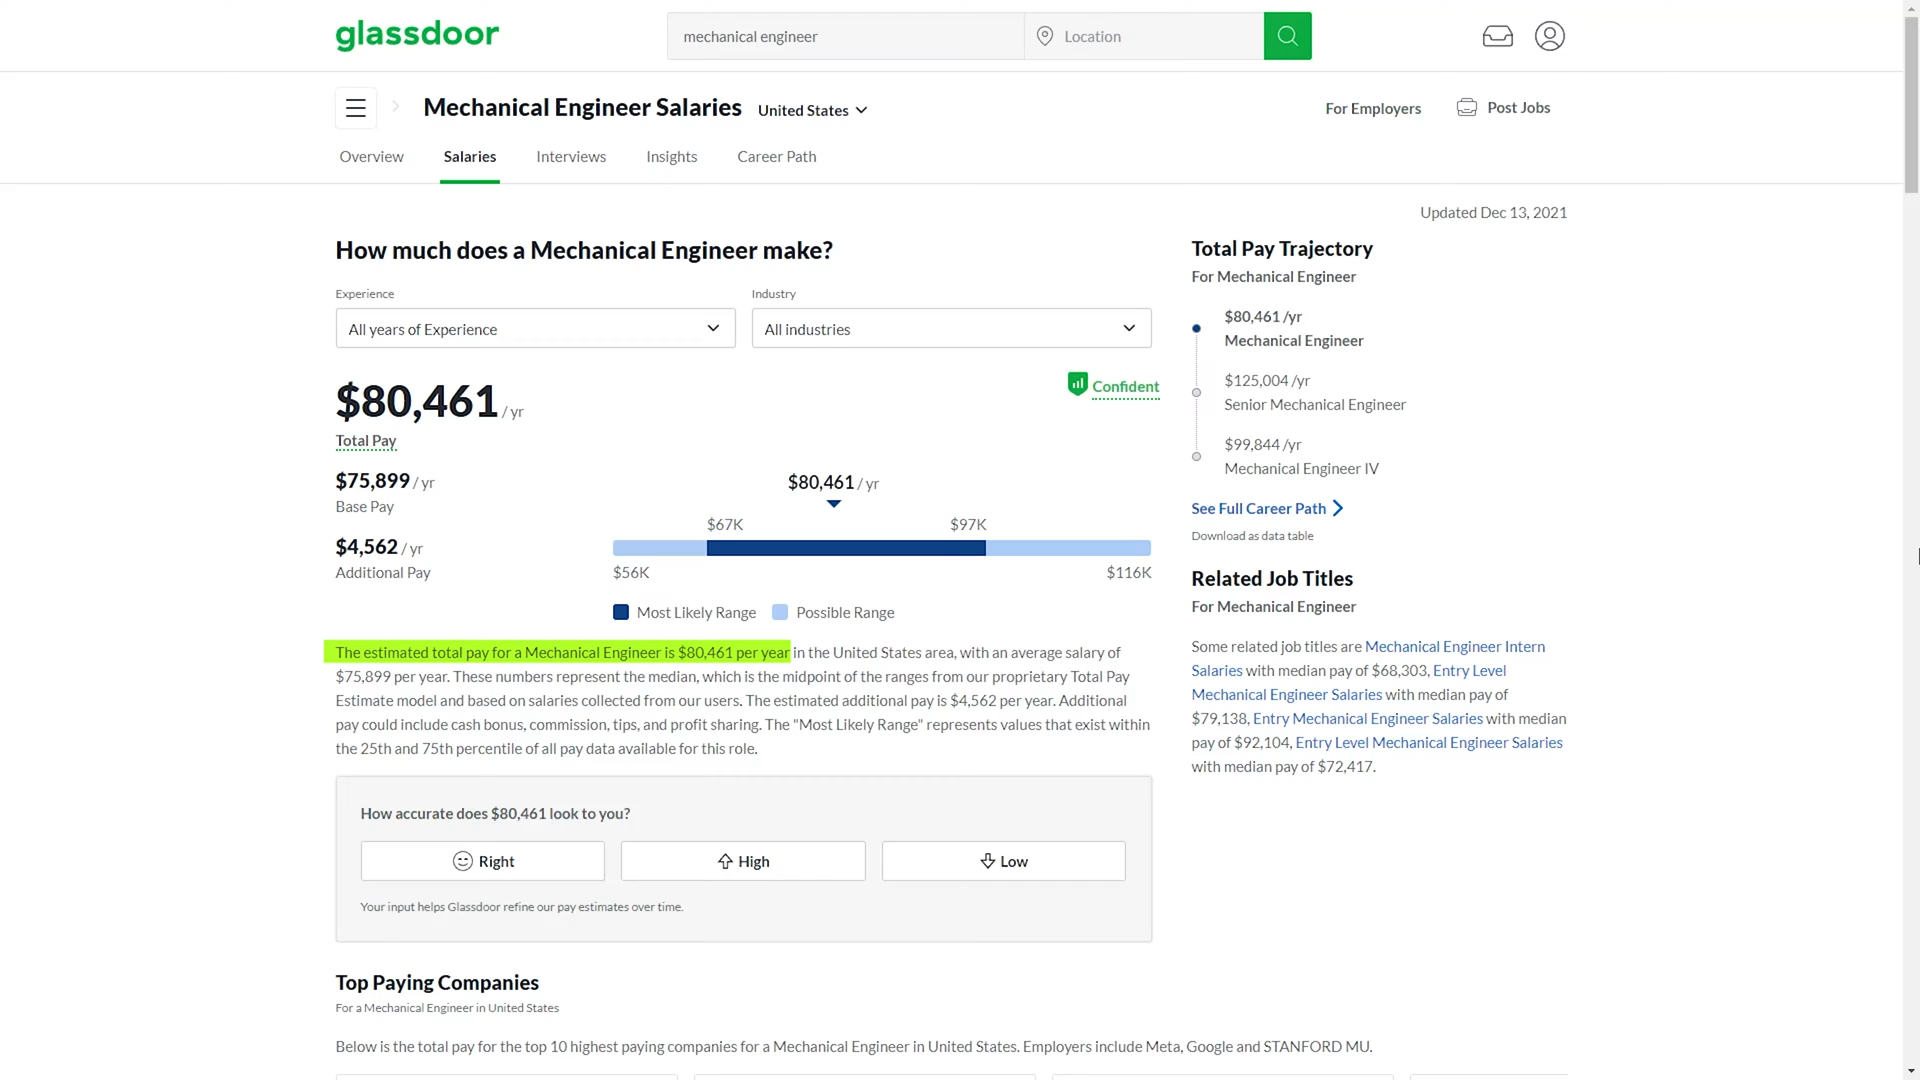 glassdoor
mechanical engineer
Location
Mechanical Engineer Salaries
United States
For Employers
Post Jobs
Overview
Salaries
Interviews
Insights
Career Path
Updated Dec 13, 2021
How much does a Mechanical Engineer make?
Experience
Industry
All years of Experience
All industries
$80,461 / yr
Confident
Total Pay
$75,899 / yr
Base Pay
$4,562 / yr
Additional Pay
$80,461 / yr
$67K
$97K
$56K
$116K
Most Likely Range
Possible Range
The estimated total pay for a Mechanical Engineer is $80,461 per year in the United States area, with an average salary of
$75,899 per year. These numbers represent the median, which is the midpoint of the ranges from our proprietary Total Pay
Estimate model and based on salaries collected from our users. The estimated additional pay is $4,562 per year. Additional
pay could include cash bonus, commission, tips, and profit sharing. The "Most Likely Range" represents values that exist within
the 25th and 75th percentile of all pay data available for this role.
How accurate does $80,461 look to you?
Right
High
Low
Your input helps Glassdoor refine our pay estimates over time.
Top Paying Companies
For a Mechanical Engineer in United States
Below is the total pay for the top 10 highest paying companies for a Mechanical Engineer in United States. Employers include Meta, Google and STANFORD MU.
Total Pay Trajectory
For Mechanical Engineer
$80,461 /yr
Mechanical Engineer
$125,004 /yr
Senior Mechanical Engineer
$99,844 /yr
Mechanical Engineer IV
See Full Career Path
Download as data table
Related Job Titles
For Mechanical Engineer
Some related job titles are Mechanical Engineer Intern
Salaries with median pay of $68,303, Entry Level
Mechanical Engineer Salaries with median pay of
$79,138, Entry Mechanical Engineer Salaries with median
pay of $92,104, Entry Level Mechanical Engineer Salaries
with median pay of $72,417.